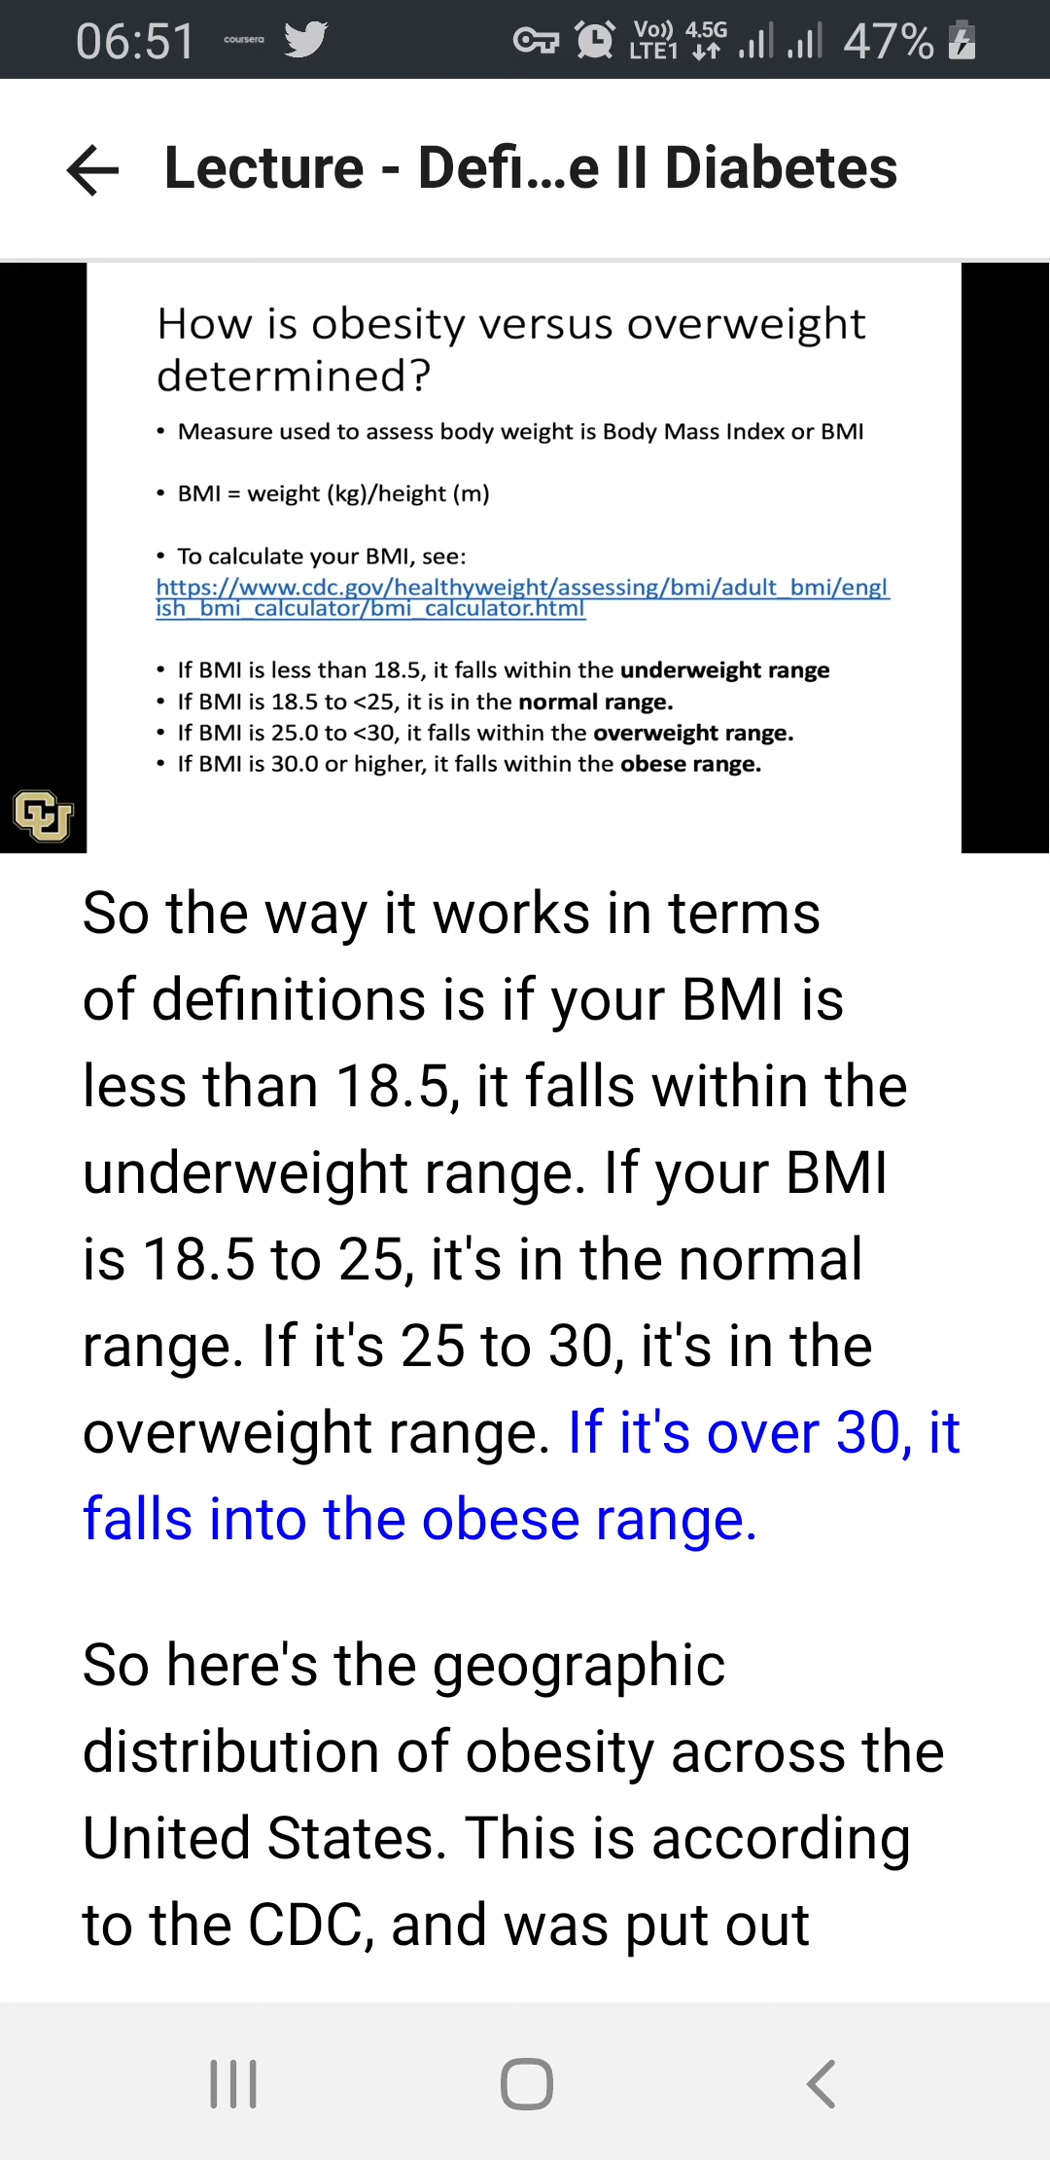 06:51 coursera Vo)) LTE1 4.5G 47%
Lecture - Defi...e II Diabetes
How is obesity versus overweight
determined?
• Measure used to assess body weight is Body Mass Index or BMI
• BMI = weight (kg)/height (m)
• To calculate your BMI, see:
https://www.cdc.gov/healthyweight/assessing/bmi/adult_bmi/engl
ish_bmi_calculator/bmi_calculator.html
• If BMI is less than 18.5, it falls within the underweight range
• If BMI is 18.5 to <25, it is in the normal range.
• If BMI is 25.0 to <30, it falls within the overweight range.
• If BMI is 30.0 or higher, it falls within the obese range.
CU
So the way it works in terms
of definitions is if your BMI is
less than 18.5, it falls within the
underweight range. If your BMI
is 18.5 to 25, it's in the normal
range. If it's 25 to 30, it's in the
overweight range. If it's over 30, it
falls into the obese range.
So here's the geographic
distribution of obesity across the
United States. This is according
to the CDC, and was put out